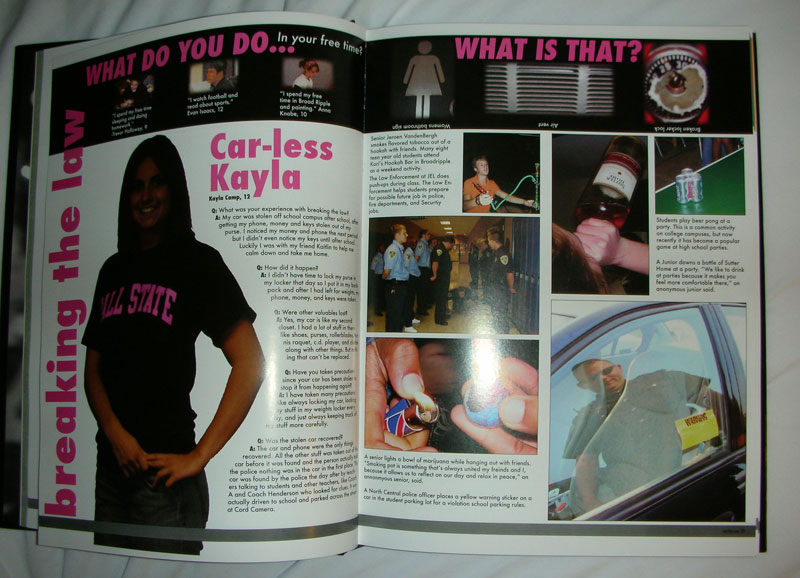 WHAT DO YOU DO...
In your free time?
"I spend my free time
sleeping and doing
homework."
Trevor Holloway, 9
"I watch football and
read about sports."
Evan Isaacs, 12
"I spend my free
time in Broad Ripple
and painting." Anna
Knobe, 10
breaking the law
Car-less
Kayla
Kayla Camp, 12
Q: What was your experience with breaking the law?
A: My car was stolen off school campus after school, after
getting my phone, money and keys stolen out of my
purse. I noticed my money and phone the next period
but I didn't even notice my keys until after school.
Luckily I was with my friend Kaitlin to help me
calm down and take me home.
Q: How did it happen?
A: I didn't have time to lock my purse in
my locker that day so I put it in my back
pack and after I had left for weights, my
phone, money, and keys were taken.
Q: Were other valuables lost?
A: Yes, my car is like my second
closet. I had a lot of stuff in there
like shoes, purses, rollerblades,
nis raquet, c.d. player, and
along with other things. But
ing that can't be replaced.
Q: Have you taken precautions
since your car has been stolen to
stop it from happening again?
A: I have taken many precautions
like always locking my car, locking
my stuff in my weights locker every
day, and just always keeping track of
my stuff more carefully.
Q: Was the stolen car recovered?
A: The car and phone were the only things
recovered. All the other stuff was taken out of the
car before it was found and the person actually
the police nothing was in the car in the first place.
car was found by the police the day after by
ers talking to students and other teachers, like Coach
A and Coach Henderson who looked for clues. It was
actually driven to school and parked across the street
at Cord Camera.
BALL STATE
WHAT IS THAT?
Womens bathroom sign
Air vent
Broken locker lock
Senior Jeroen VandenBergh
smokes flavored tobacco out of a
hookah with friends. Many eight
teen year old students attend
Kari's Hookah Bar in Broadripple
as a weekend activity.
The Law Enforcement at JEL does
pushups during class. The Law En-
forcement helps students prepare
for possible future job in police,
fire departments, and Security
jobs.
Students play beer pong at a
party. This is common activity
on college campuses, but now
recently it has become a popular
game at high school parties.
A Junior downs a bottle of Sutter
Home at a party. "We like to drink
at parties because it makes you
feel more comfortable there," an
anonymous junior said.
WARNING
A senior lights a bowl of marijuana while hanging out with friends.
"Smoking pot is something that's always united my freinds and I,
because it allows us to reflect on our day and relax in peace," an
annonymous senior, said.
A North Central police officer places a yellow warning sticker on a
car in the student parking lot for a violation school parking rules.